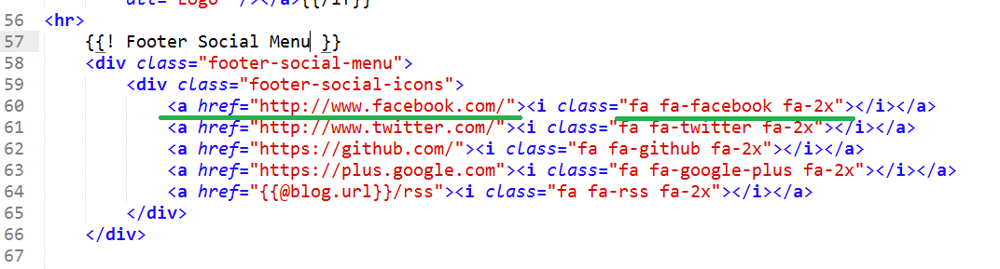 alt="Logo" /></a>{{/if}}
56 <hr>
57 {{! Footer Social Menu }}
58 <div class="footer-social-menu">
59 <div class="footer-social-icons">
60 <a href="http://www.facebook.com/"><i class="fa fa-facebook fa-2x"></i></a>
61 <a href="http://www.twitter.com/"><i class="fa fa-twitter fa-2x"></i></a>
62 <a href="https://github.com/"><i class="fa fa-github fa-2x"></i></a>
63 <a href="https://plus.google.com"><i class="fa fa-google-plus fa-2x"></i></a>
64 <a href="{{@blog.url}}/rss"><i class="fa fa-rss fa-2x"></i></a>
65 </div>
66 </div>
67